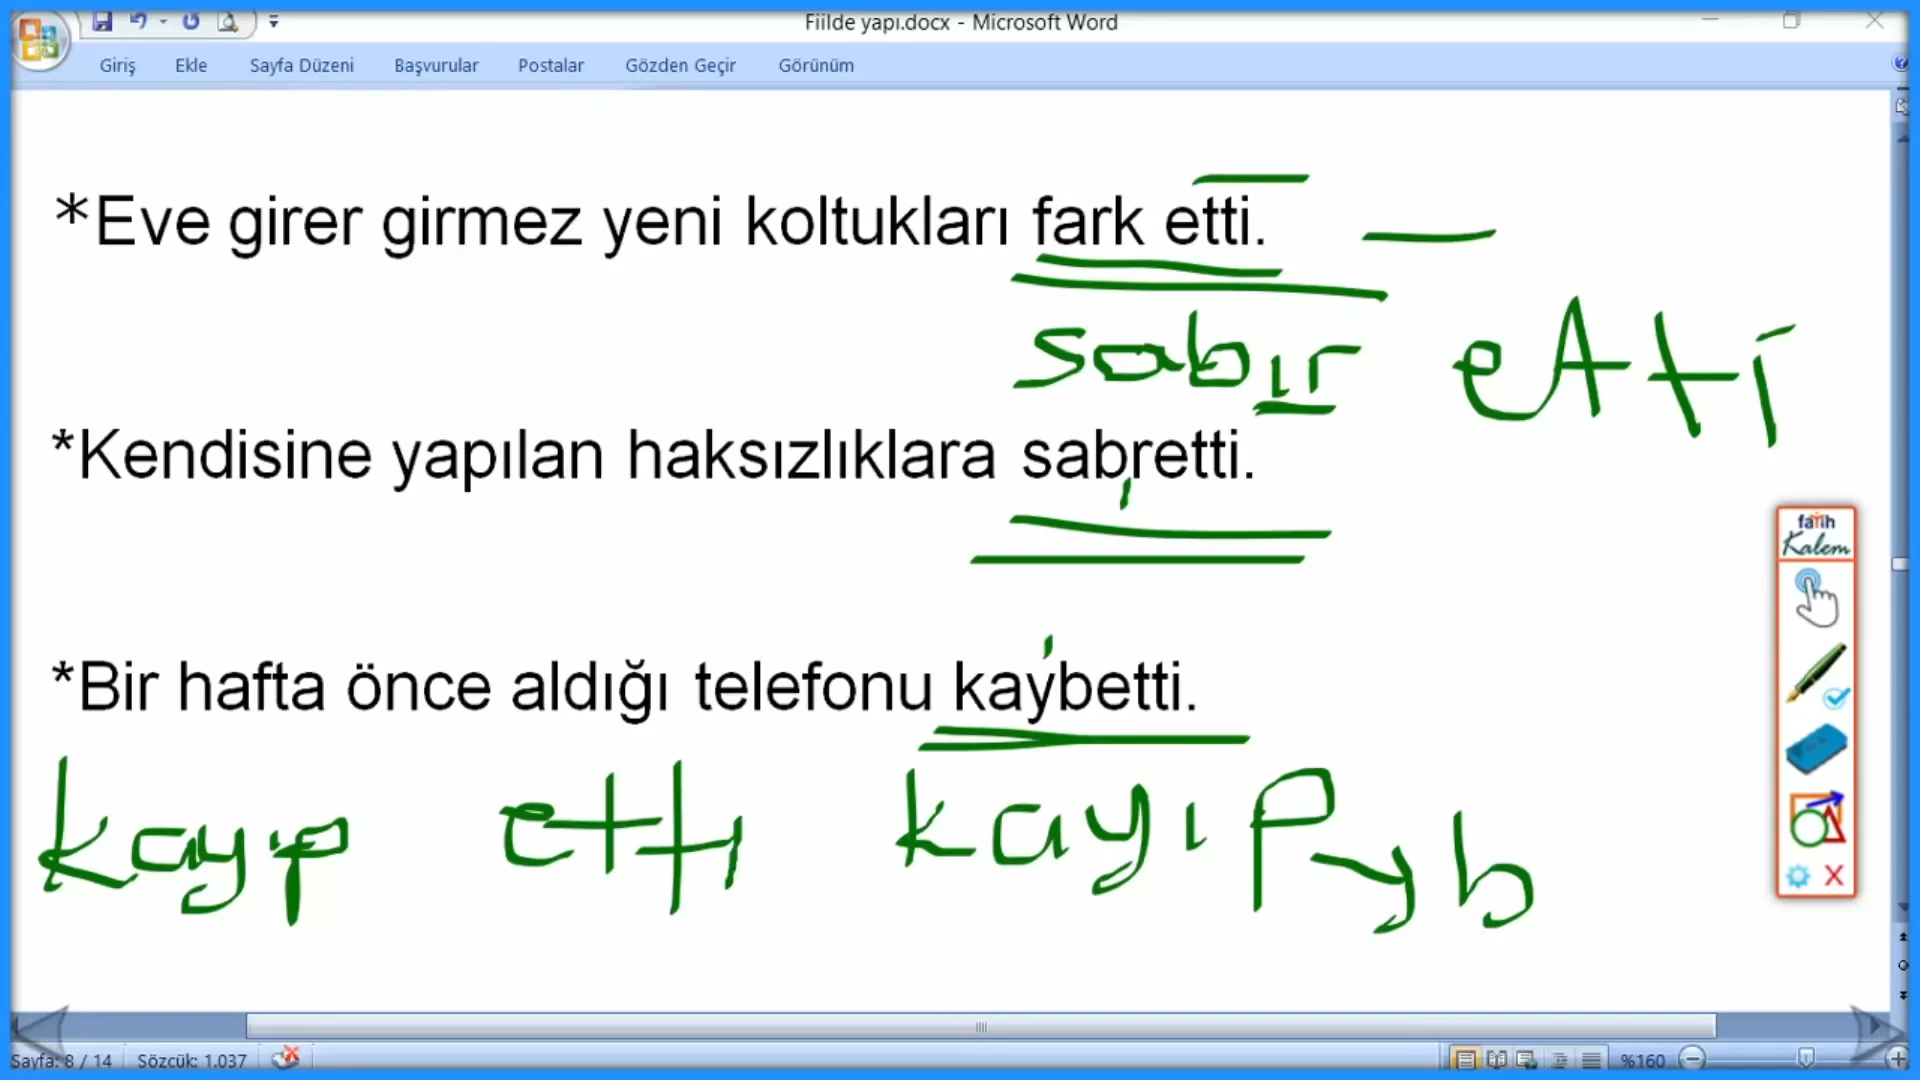 Fiilde yapı.docx - Microsoft Word
Giriş Ekle Sayfa Düzeni Başvurular Postalar Gözden Geçir Görünüm
*Eve girer girmez yeni koltukları fark etti.
sabır etti
*Kendisine yapılan haksızlıklara sabretti.
fatih
Kalem
*Bir hafta önce aldığı telefonu kaybetti.
kayıp etti kayıp b
Sayfa: 8 / 14 Sözcük: 1.037 %160